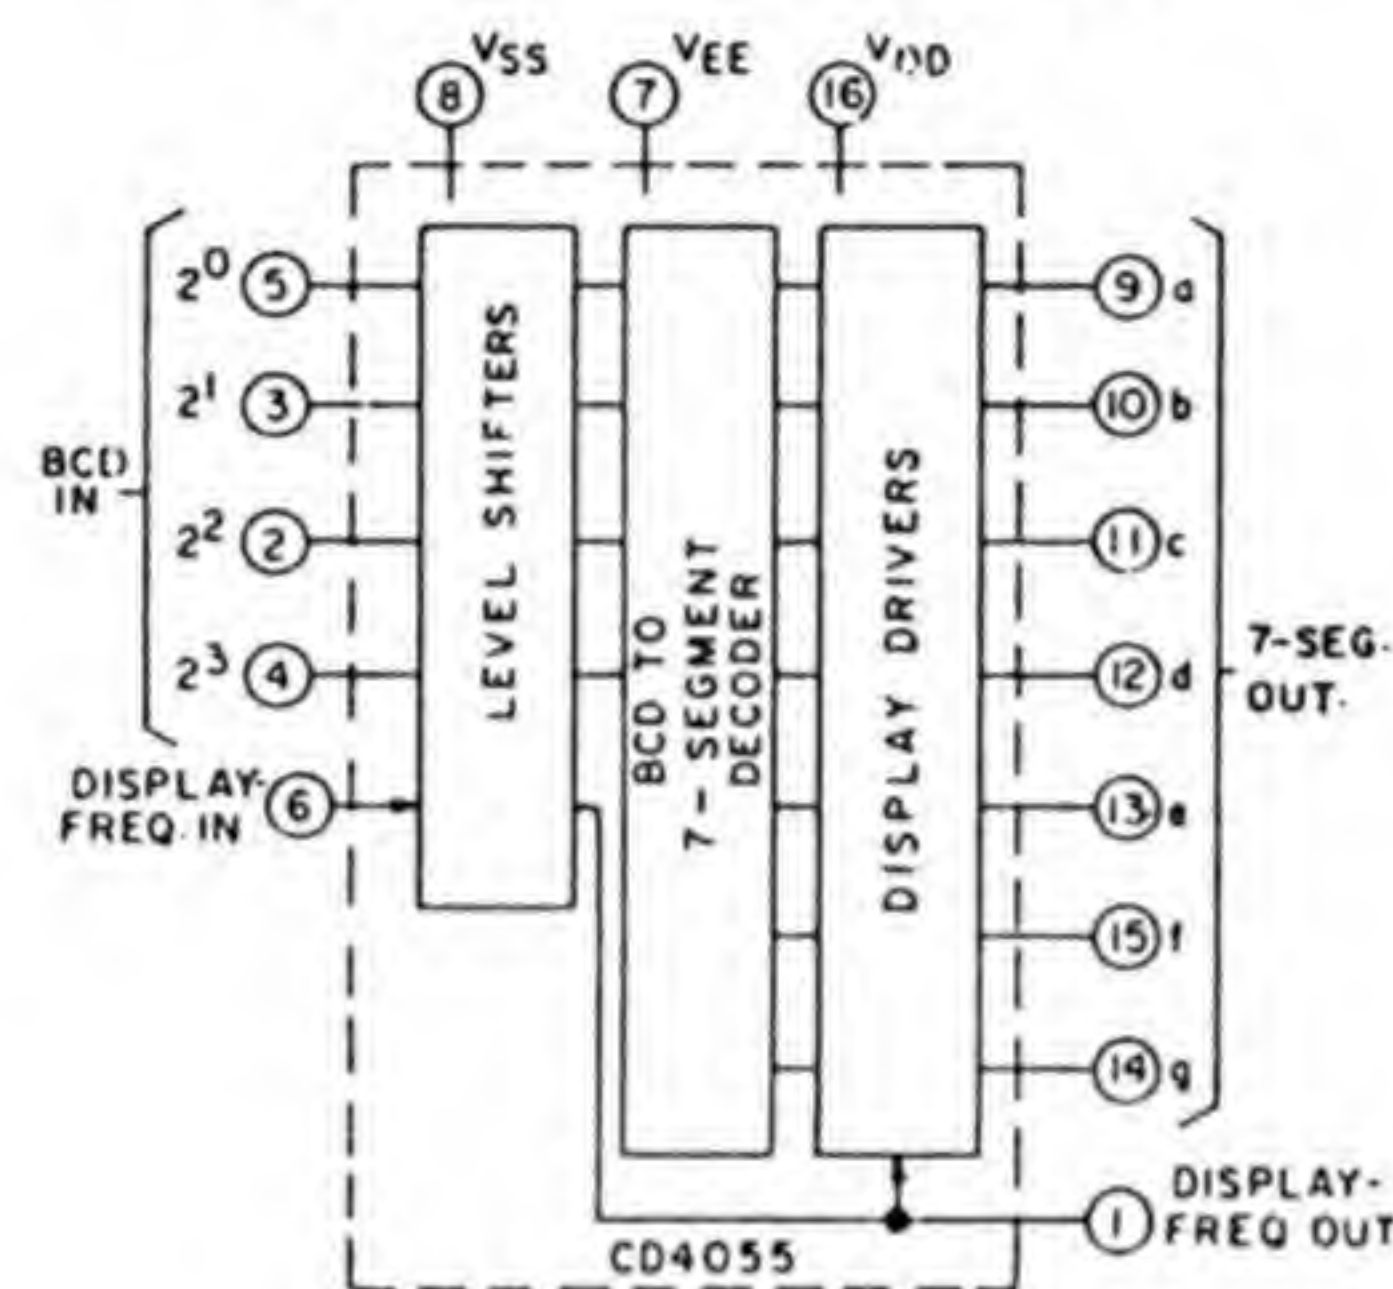 VSS
VEE
VDD
8
7
16
2⁰ 5
2¹ 3
2² 2
2³ 4
BCD
IN
DISPLAY-
FREQ. IN
6
LEVEL SHIFTERS
BCD TO
7-SEGMENT
DECODER
DISPLAY DRIVERS
9 a
10 b
11 c
12 d
13 e
15 f
14 g
7-SEG.
OUT.
1
DISPLAY-
FREQ OUT
CD4055